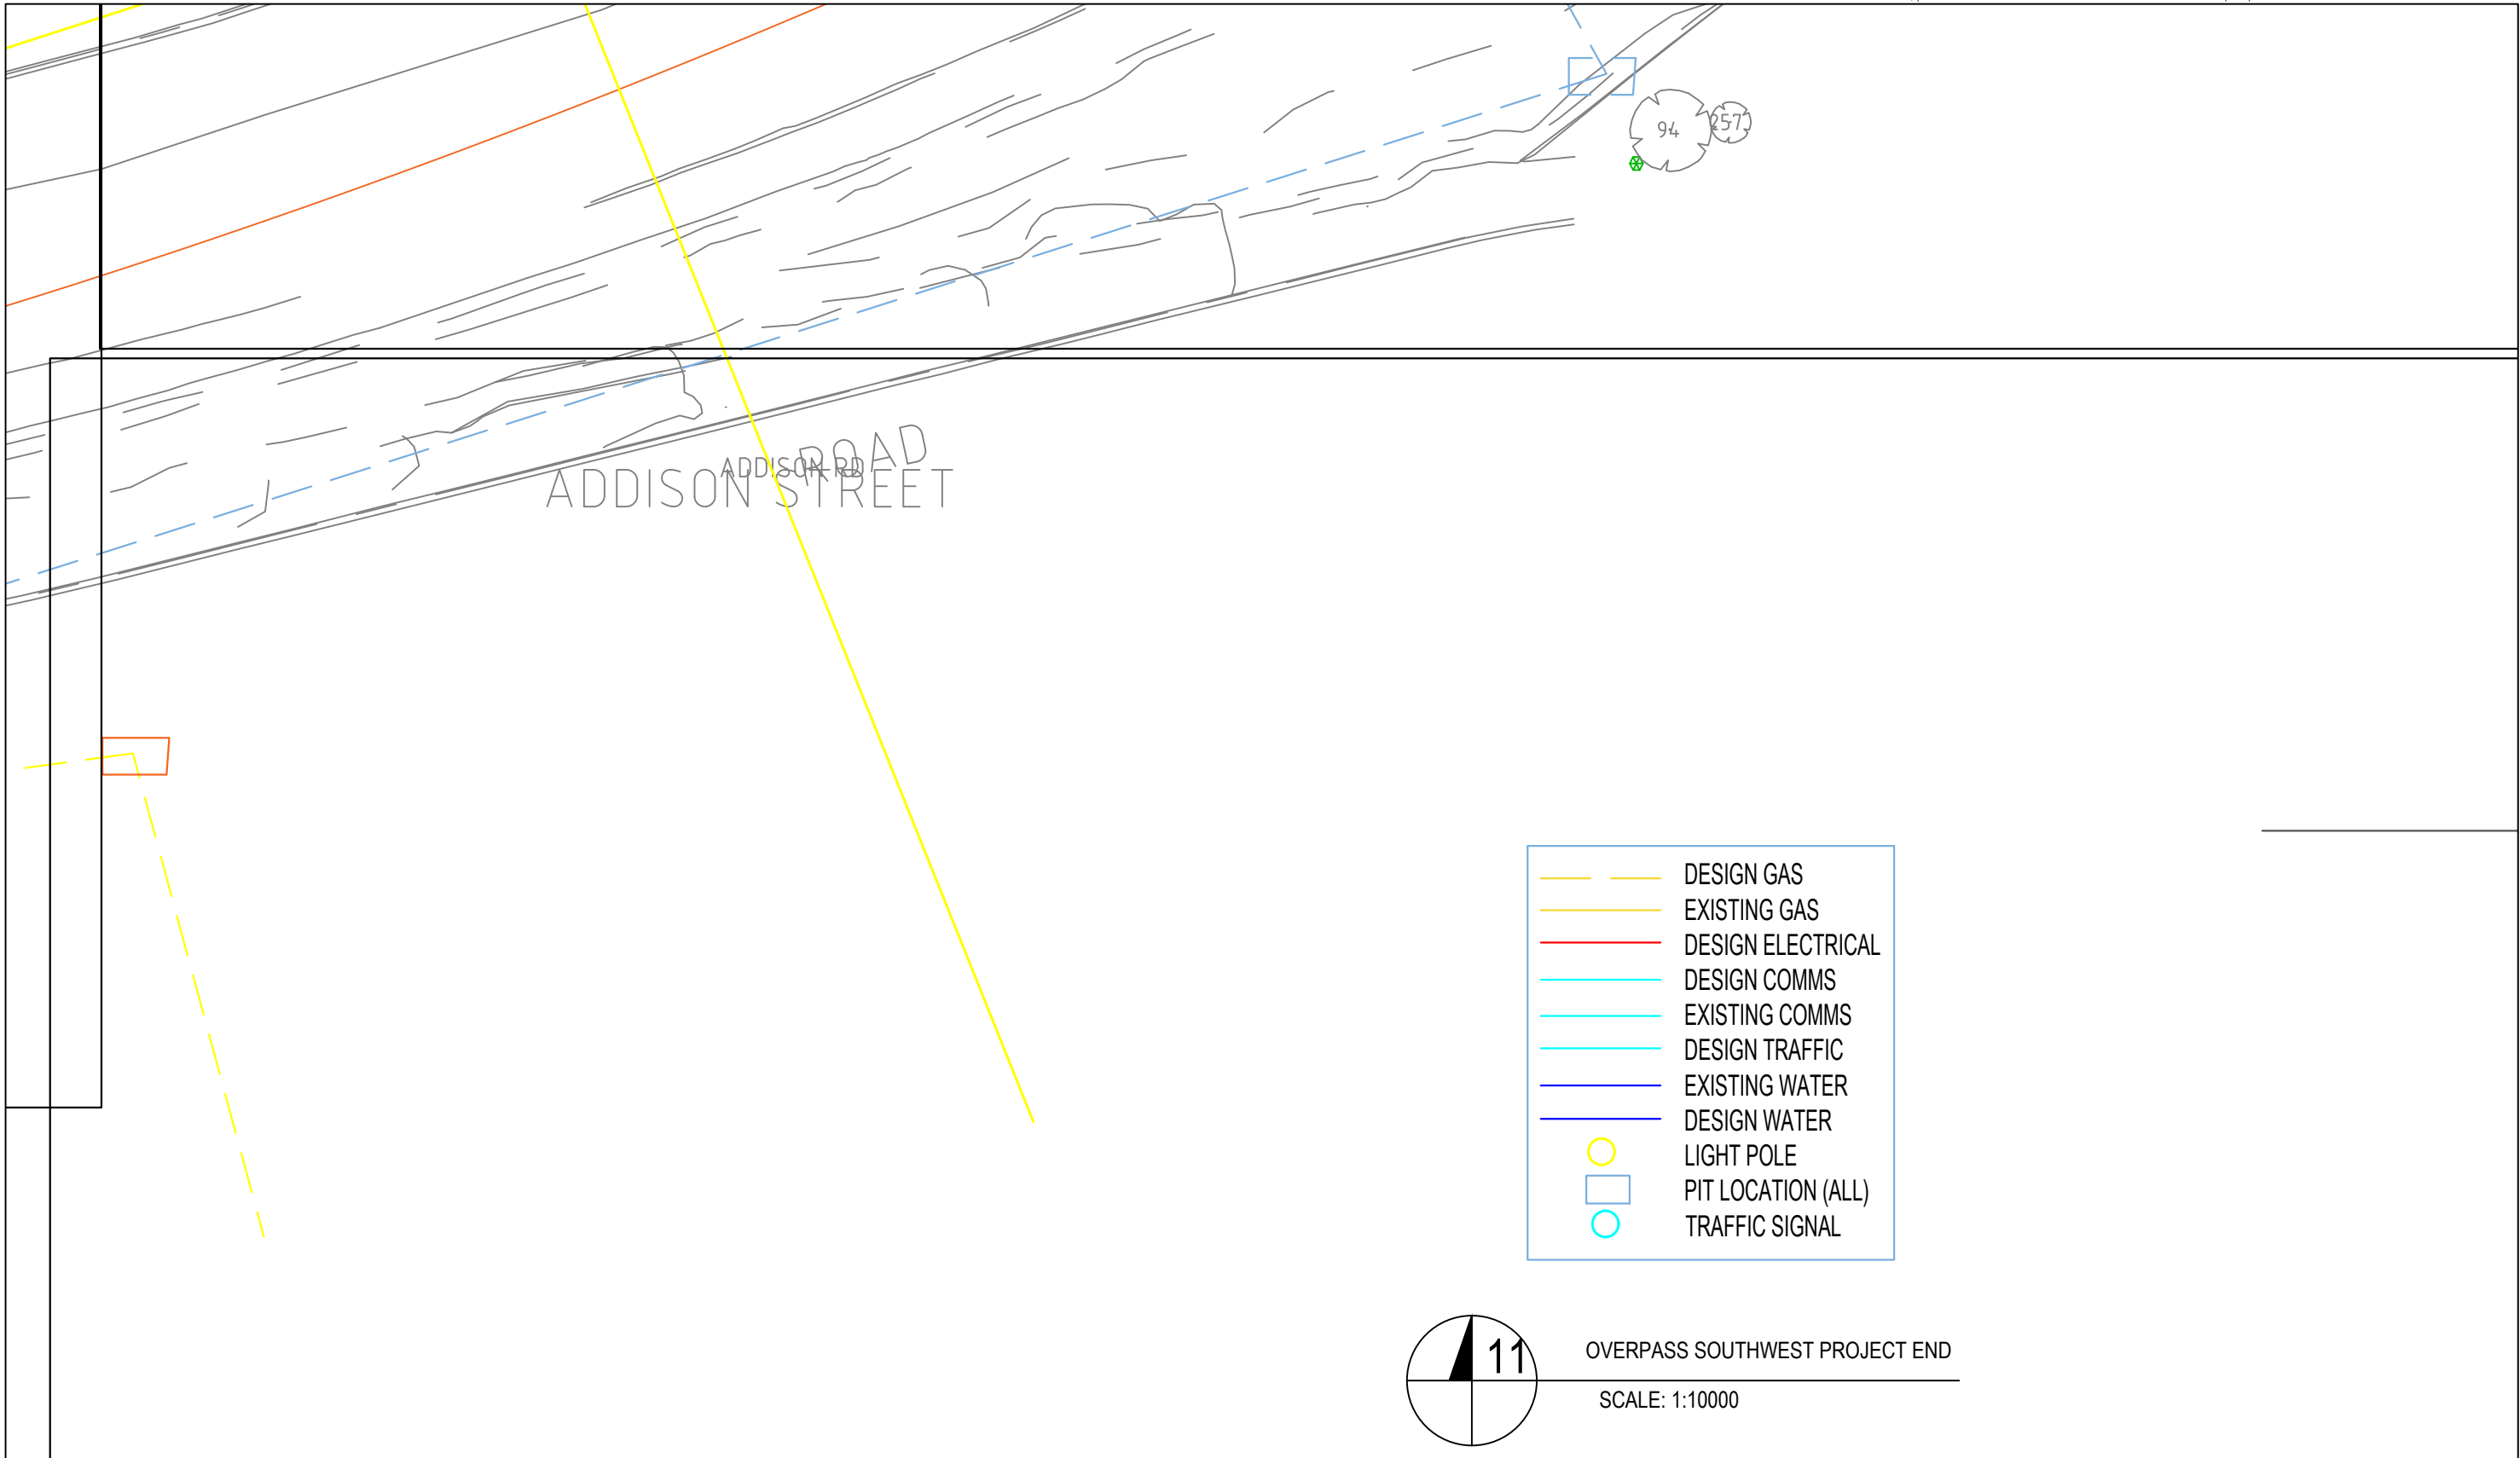 94
257
ROAD
ADDISON RD
ADDISON STREET
DESIGN GAS
EXISTING GAS
DESIGN ELECTRICAL
DESIGN COMMS
EXISTING COMMS
DESIGN TRAFFIC
EXISTING WATER
DESIGN WATER
LIGHT POLE
PIT LOCATION (ALL)
TRAFFIC SIGNAL
11
OVERPASS SOUTHWEST PROJECT END
SCALE: 1:10000